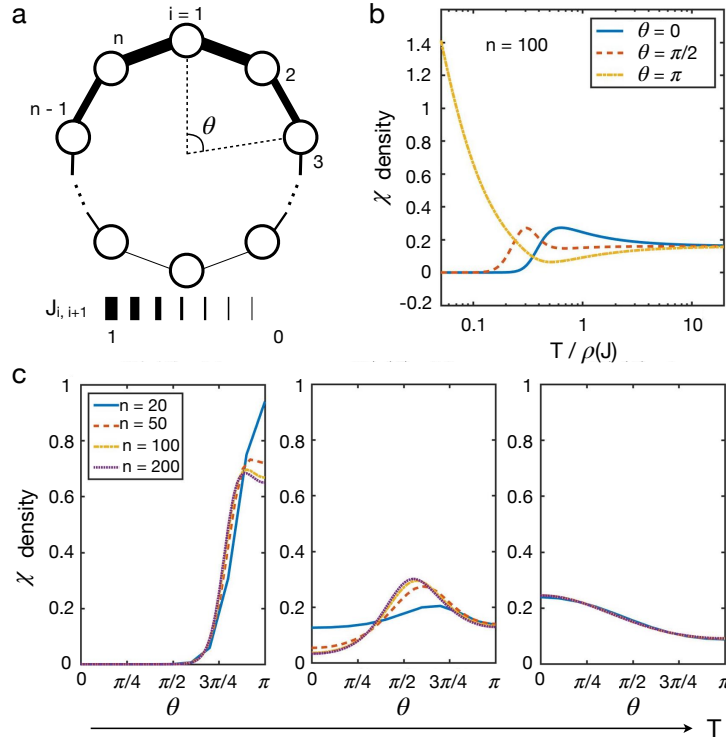 a
i = 1
n
2
n - 1
θ
3
J i, i+1
1
0
b
n = 100
θ = 0
θ = π/2
θ = π
1.4
1.2
1
0.8
0.6
0.4
0.2
0
-0.2
χ density
0.1
1
10
T / ρ(J)
c
n = 20
n = 50
n = 100
n = 200
1
0.8
0.6
0.4
0.2
0
χ density
0
π/4
π/2
3π/4
π
θ
1
0.8
0.6
0.4
0.2
0
0
π/4
π/2
3π/4
π
θ
1
0.8
0.6
0.4
0.2
0
0
π/4
π/2
3π/4
π
θ
T